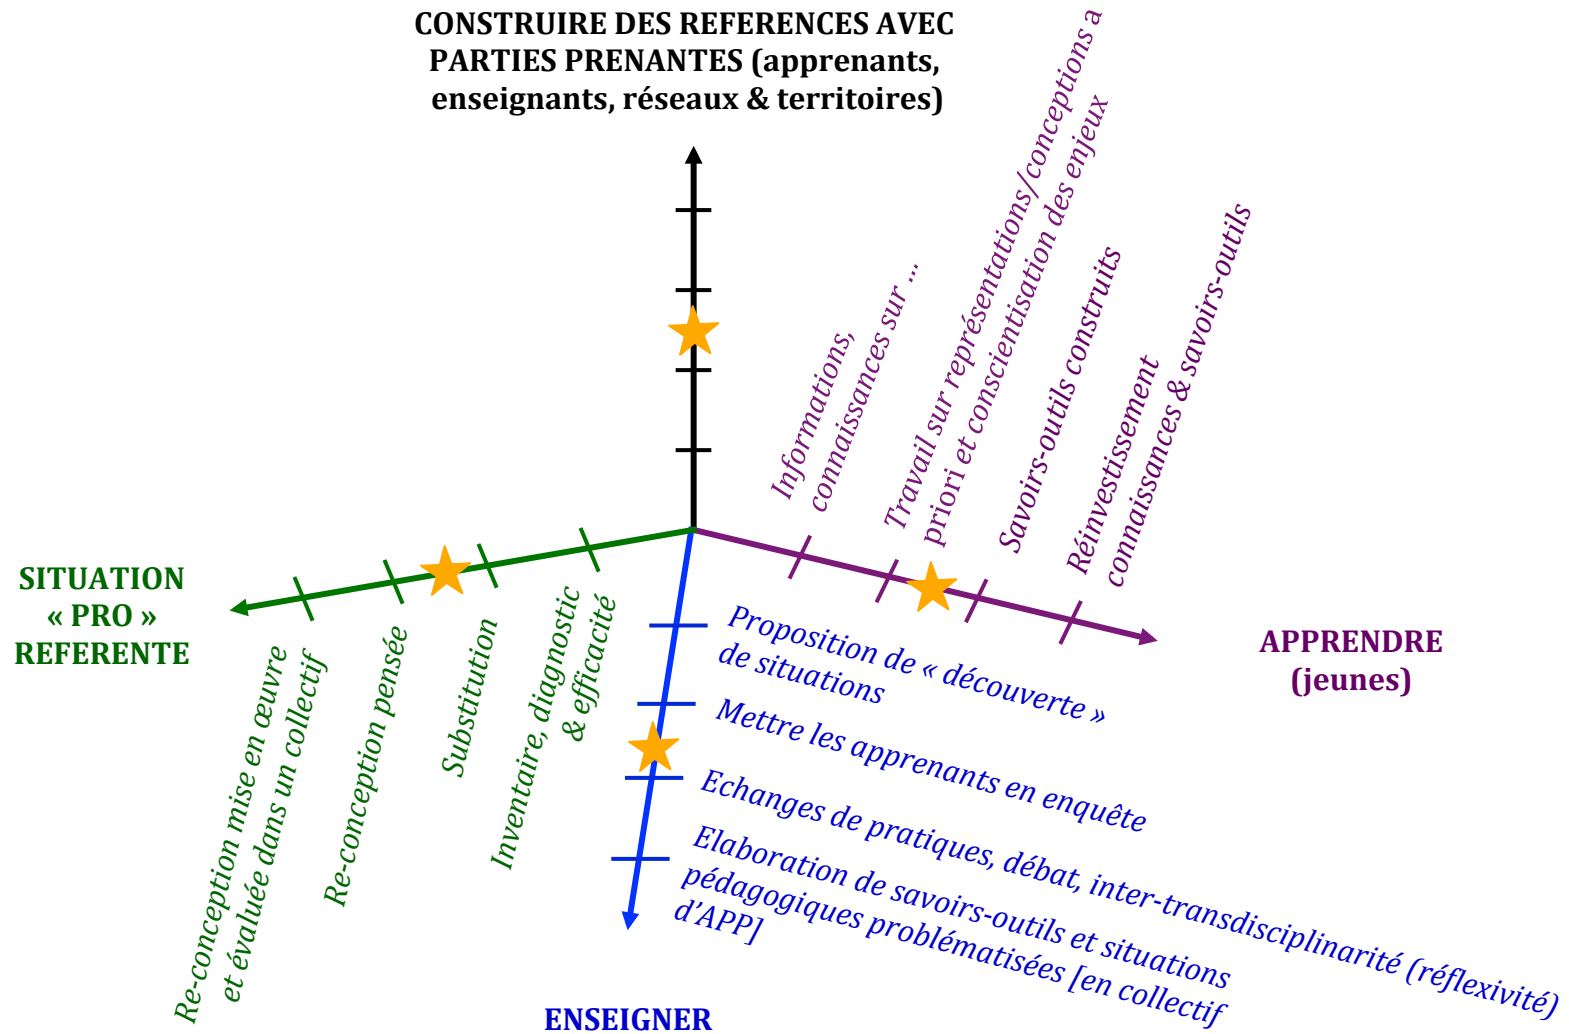 CONSTRUIRE DES REFERENCES AVEC
PARTIES PRENANTES (apprenants,
enseignants, réseaux & territoires)
Informations,
connaissances sur ...
Travail sur représentations/conceptions a
priori et conscientisation des enjeux
Savoirs-outils construits
Réinvestissement
connaissances & savoirs-outils
APPRENDRE
(jeunes)
SITUATION
« PRO »
REFERENTE
Re-conception mise en œuvre
et évaluée dans un collectif
Re-conception pensée
Substitution
Inventaire, diagnostic
& efficacité
Proposition de « découverte »
de situations
Mettre les apprenants en enquête
Echanges de pratiques, débat, inter-transdisciplinarité (réflexivité)
Elaboration de savoirs-outils et situations
pédagogiques problématisées [en collectif
d'APP]
ENSEIGNER